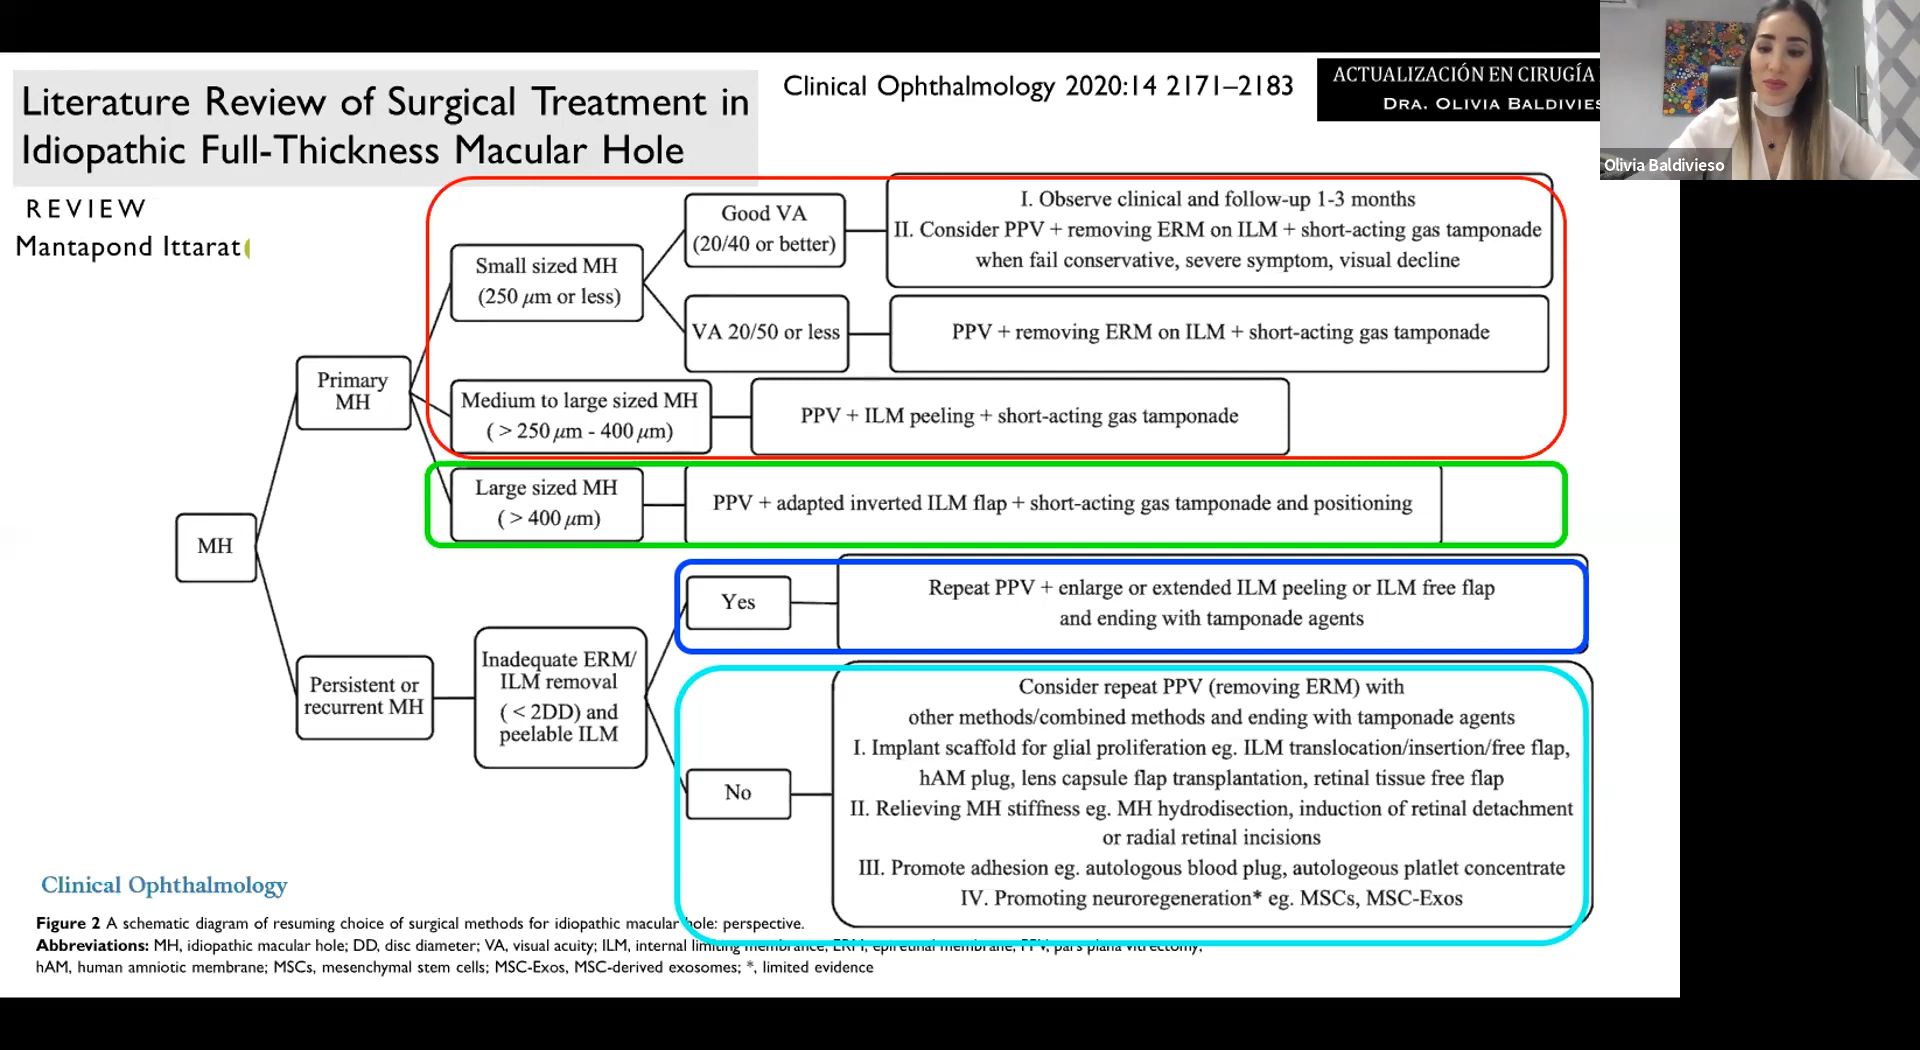 Literature Review of Surgical Treatment in
Idiopathic Full-Thickness Macular Hole
Clinical Ophthalmology 2020:14 2171–2183
ACTUALIZACIÓN EN CIRUGÍA
DRA. OLIVIA BALDIVIES
Olivia Baldivieso
REVIEW
Mantapond Ittarat
MH
Primary
MH
Small sized MH
(250 μm or less)
Good VA
(20/40 or better)
I. Observe clinical and follow-up 1-3 months
II. Consider PPV + removing ERM on ILM + short-acting gas tamponade
when fail conservative, severe symptom, visual decline
VA 20/50 or less
PPV + removing ERM on ILM + short-acting gas tamponade
Medium to large sized MH
( > 250 μm - 400 μm)
PPV + ILM peeling + short-acting gas tamponade
Large sized MH
( > 400 μm)
PPV + adapted inverted ILM flap + short-acting gas tamponade and positioning
Persistent or
recurrent MH
Inadequate ERM/
ILM removal
( < 2DD) and
peelable ILM
Yes
Repeat PPV + enlarge or extended ILM peeling or ILM free flap
and ending with tamponade agents
No
Consider repeat PPV (removing ERM) with
other methods/combined methods and ending with tamponade agents
I. Implant scaffold for glial proliferation eg. ILM translocation/insertion/free flap,
hAM plug, lens capsule flap transplantation, retinal tissue free flap
II. Relieving MH stiffness eg. MH hydrodisection, induction of retinal detachment
or radial retinal incisions
III. Promote adhesion eg. autologous blood plug, autologeous platlet concentrate
IV. Promoting neuroregeneration* eg. MSCs, MSC-Exos
Clinical Ophthalmology
Figure 2 A schematic diagram of resuming choice of surgical methods for idiopathic macular hole: perspective.
Abbreviations: MH, idiopathic macular hole; DD, disc diameter; VA, visual acuity; ILM, internal limiting membrance; ERM, epiretinal membrane; PPV, pars plana vitrectomy;
hAM, human amniotic membrane; MSCs, mesenchymal stem cells; MSC-Exos, MSC-derived exosomes; *, limited evidence